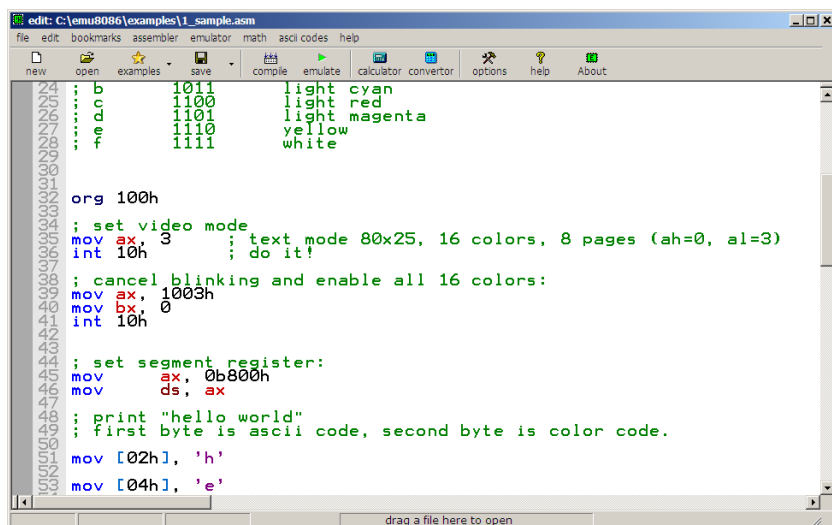 edit: C:\emu8086\examples\1_sample.asm
file edit bookmarks assembler emulator math ascii codes help
new open examples save compile emulate calculator convertor options help About
24 ; b 1011 light cyan
25 ; c 1100 light red
26 ; d 1101 light magenta
27 ; e 1110 yellow
28 ; f 1111 white
29
30
31
32 org 100h
33
34 ; set video mode
35 mov ax, 3 ; text mode 80x25, 16 colors, 8 pages (ah=0, al=3)
36 int 10h ; do it!
37
38 ; cancel blinking and enable all 16 colors:
39 mov ax, 1003h
40 mov bx, 0
41 int 10h
42
43
44 ; set segment register:
45 mov ax, 0b800h
46 mov ds, ax
47
48 ; print "hello world"
49 ; first byte is ascii code, second byte is color code.
50
51 mov [02h], 'h'
52
53 mov [04h], 'e'
drag a file here to open